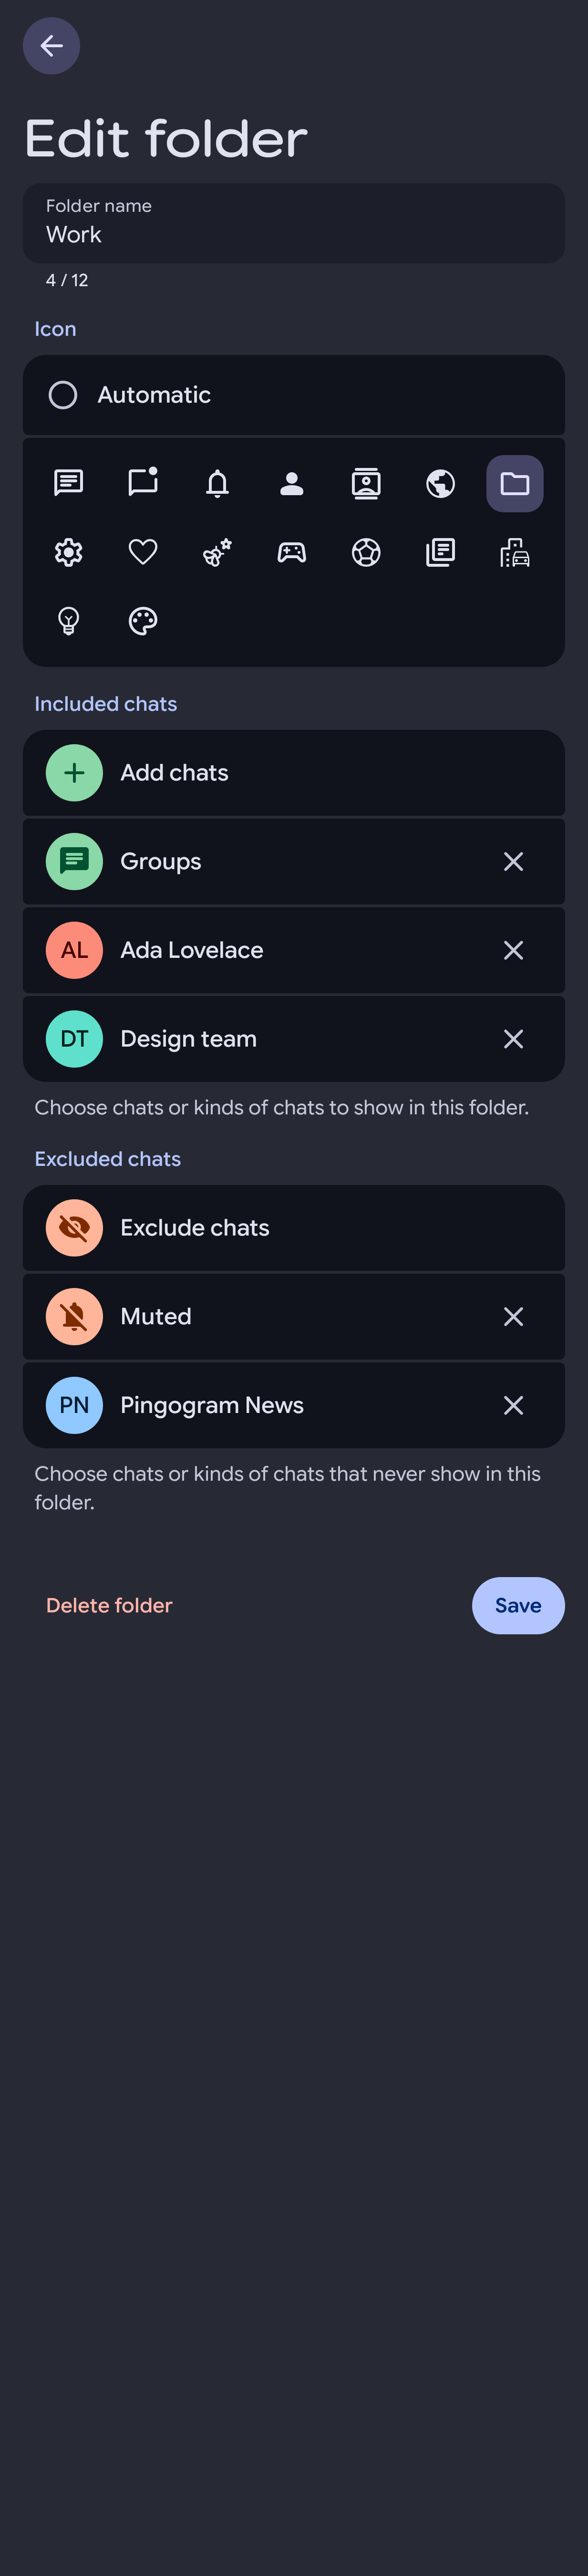 Edit folder
Folder name
Work
4 / 12
Icon
Automatic
Included chats
Add chats
Groups
AL
Ada Lovelace
DT
Design team
Choose chats or kinds of chats to show in this folder.
Excluded chats
Exclude chats
Muted
PN
Pingogram News
Choose chats or kinds of chats that never show in this
folder.
Delete folder
Save